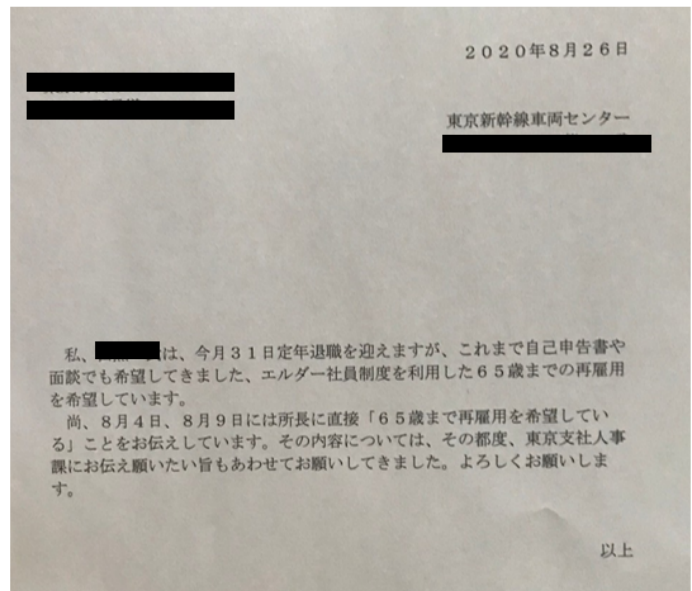 ２０２０年８月２６日
東京新幹線車両センター
私、
は、今月３１日定年退職を迎えますが、これまで自己申告書や
面談でも希望してきました、エルダー社員制度を利用した６５歳までの再雇用
を希望しています。
尚、８月４日、８月９日には所長に直接「６５歳まで再雇用を希望してい
る」ことをお伝えしています。その内容については、その都度、東京支社人事
課にお伝え願いたい旨もあわせてお願いしてきました。よろしくお願いしま
す。
以上